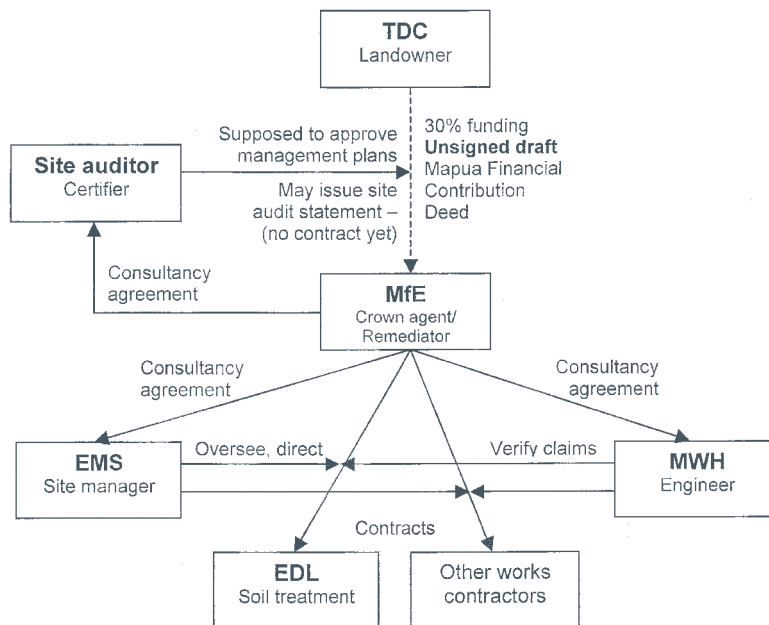 TDC
Landowner
30% funding
Unsigned draft
Mapua Financial
Contribution
Deed
Supposed to approve
management plans
Site auditor
Certifier
May issue site
audit statement –
(no contract yet)
Consultancy
agreement
MfE
Crown agent/
Remediator
Consultancy
agreement
Consultancy
agreement
EMS
Site manager
Oversee, direct
Verify claims
MWH
Engineer
Contracts
EDL
Soil treatment
Other works
contractors